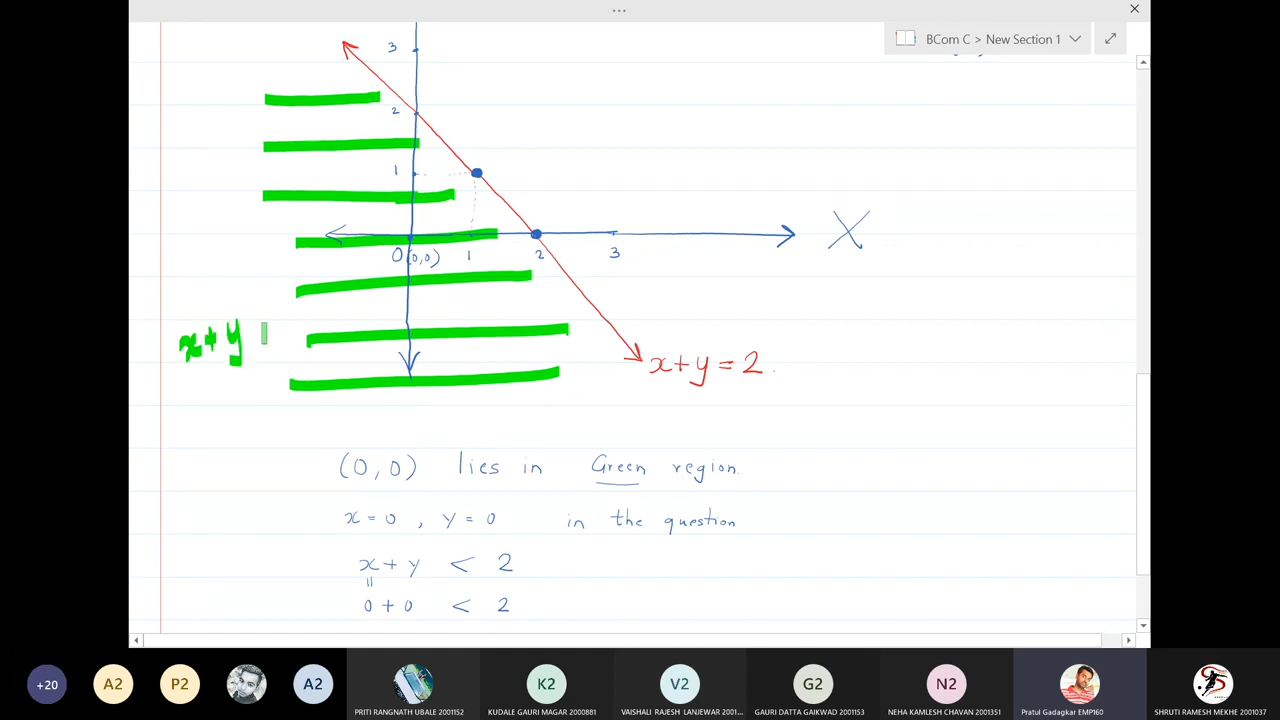 BCom C > New Section 1
3
2
1
X
O (0,0) 1 2 3
x+y
x+y=2
(0,0) lies in Green region.
x=0, y=0 in the question
x+y < 2
=
0+0 < 2
+20 A2 P2 A2 K2 V2 G2 N2
PRITI RANGNATH UBALE 2001152
KUDALE GAURI MAGAR 2000881
VAISHALI RAJESH LANJEWAR 2001...
GAURI DATTA GAIKWAD 2001153
NEHA KAMLESH CHAVAN 2001351
Pratul Gadagkar EMP160
SHRUTI RAMESH MEKHE 2001037